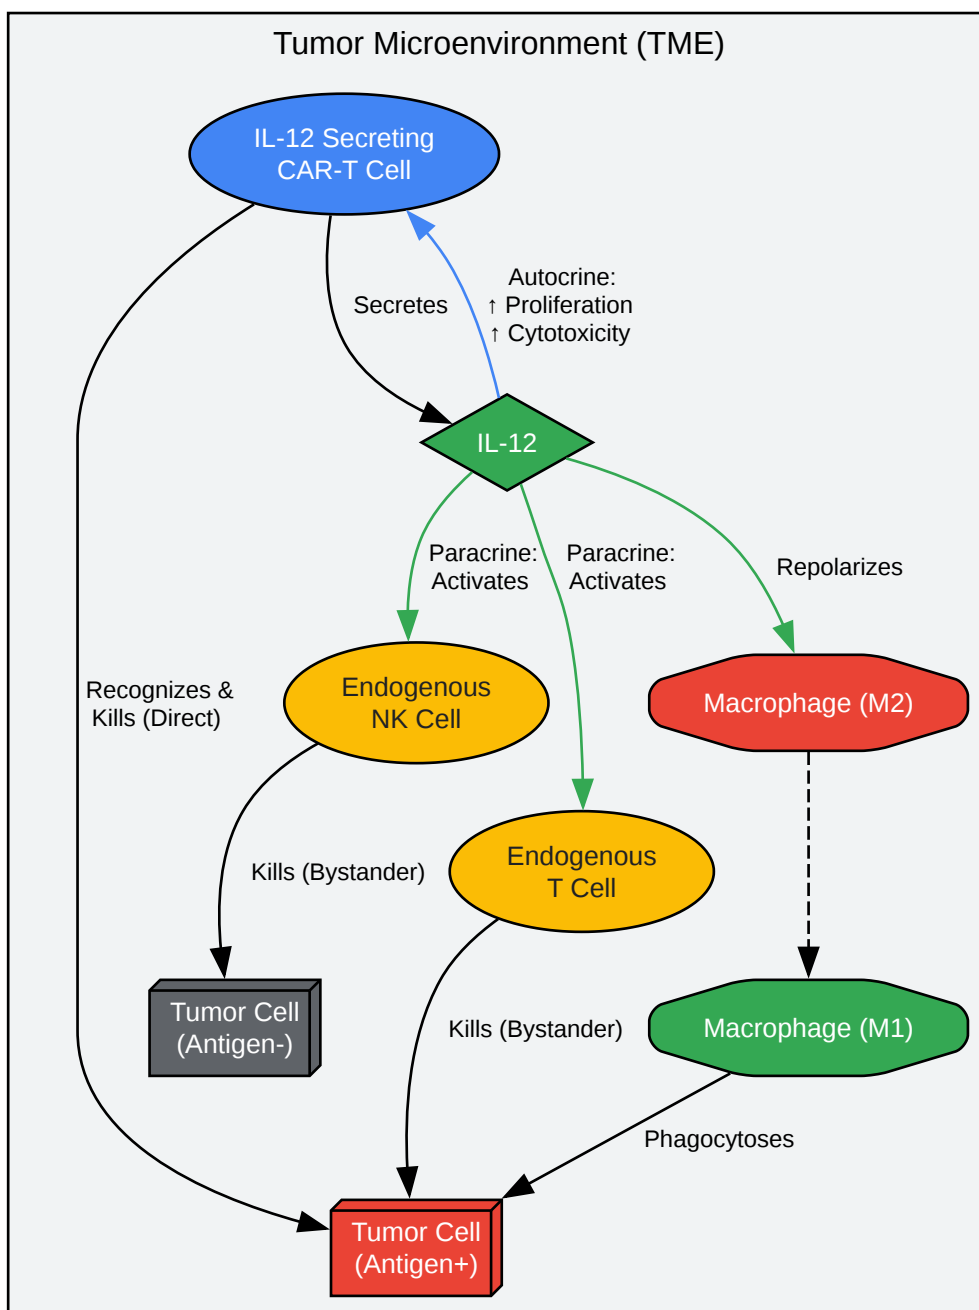 Tumor Microenvironment (TME)
IL-12 Secreting
CAR-T Cell
Secretes
Autocrine:
↑ Proliferation
↑ Cytotoxicity
IL-12
Paracrine:
Activates
Paracrine:
Activates
Repolarizes
Recognizes &
Kills (Direct)
Endogenous
NK Cell
Macrophage (M2)
Kills (Bystander)
Endogenous
T Cell
Tumor Cell
(Antigen-)
Kills (Bystander)
Macrophage (M1)
Phagocytoses
Tumor Cell
(Antigen+)